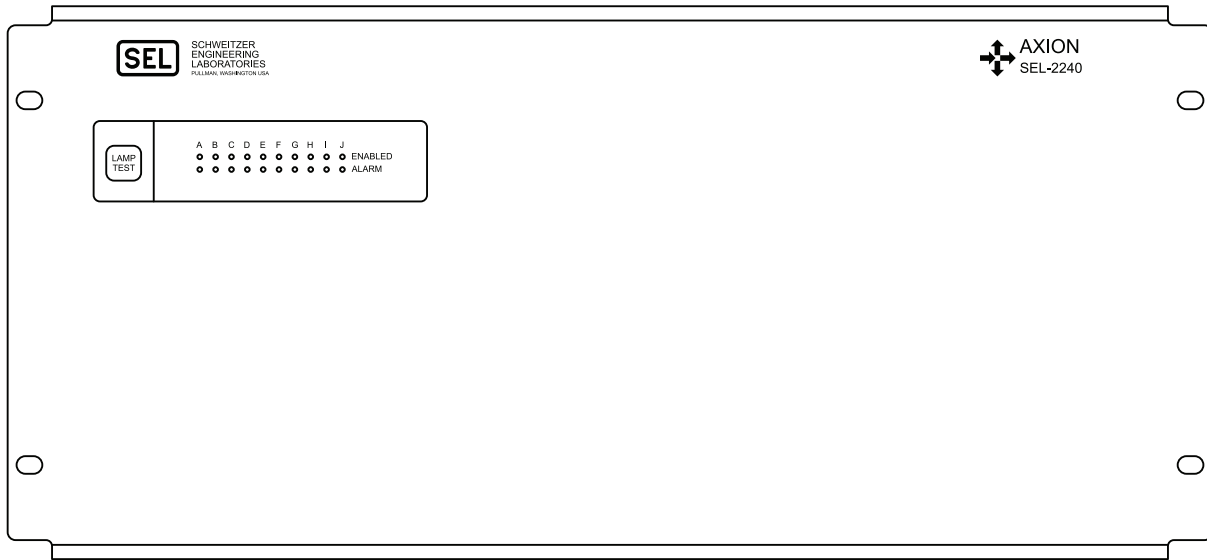 SEL
SCHWEITZER
ENGINEERING
LABORATORIES
PULLMAN, WASHINGTON USA
AXION
SEL-2240
LAMP
TEST
A B C D E F G H I J
ENABLED
ALARM